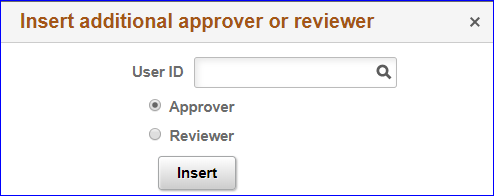 Insert additional approver or reviewer
User ID
Approver
Reviewer
Insert